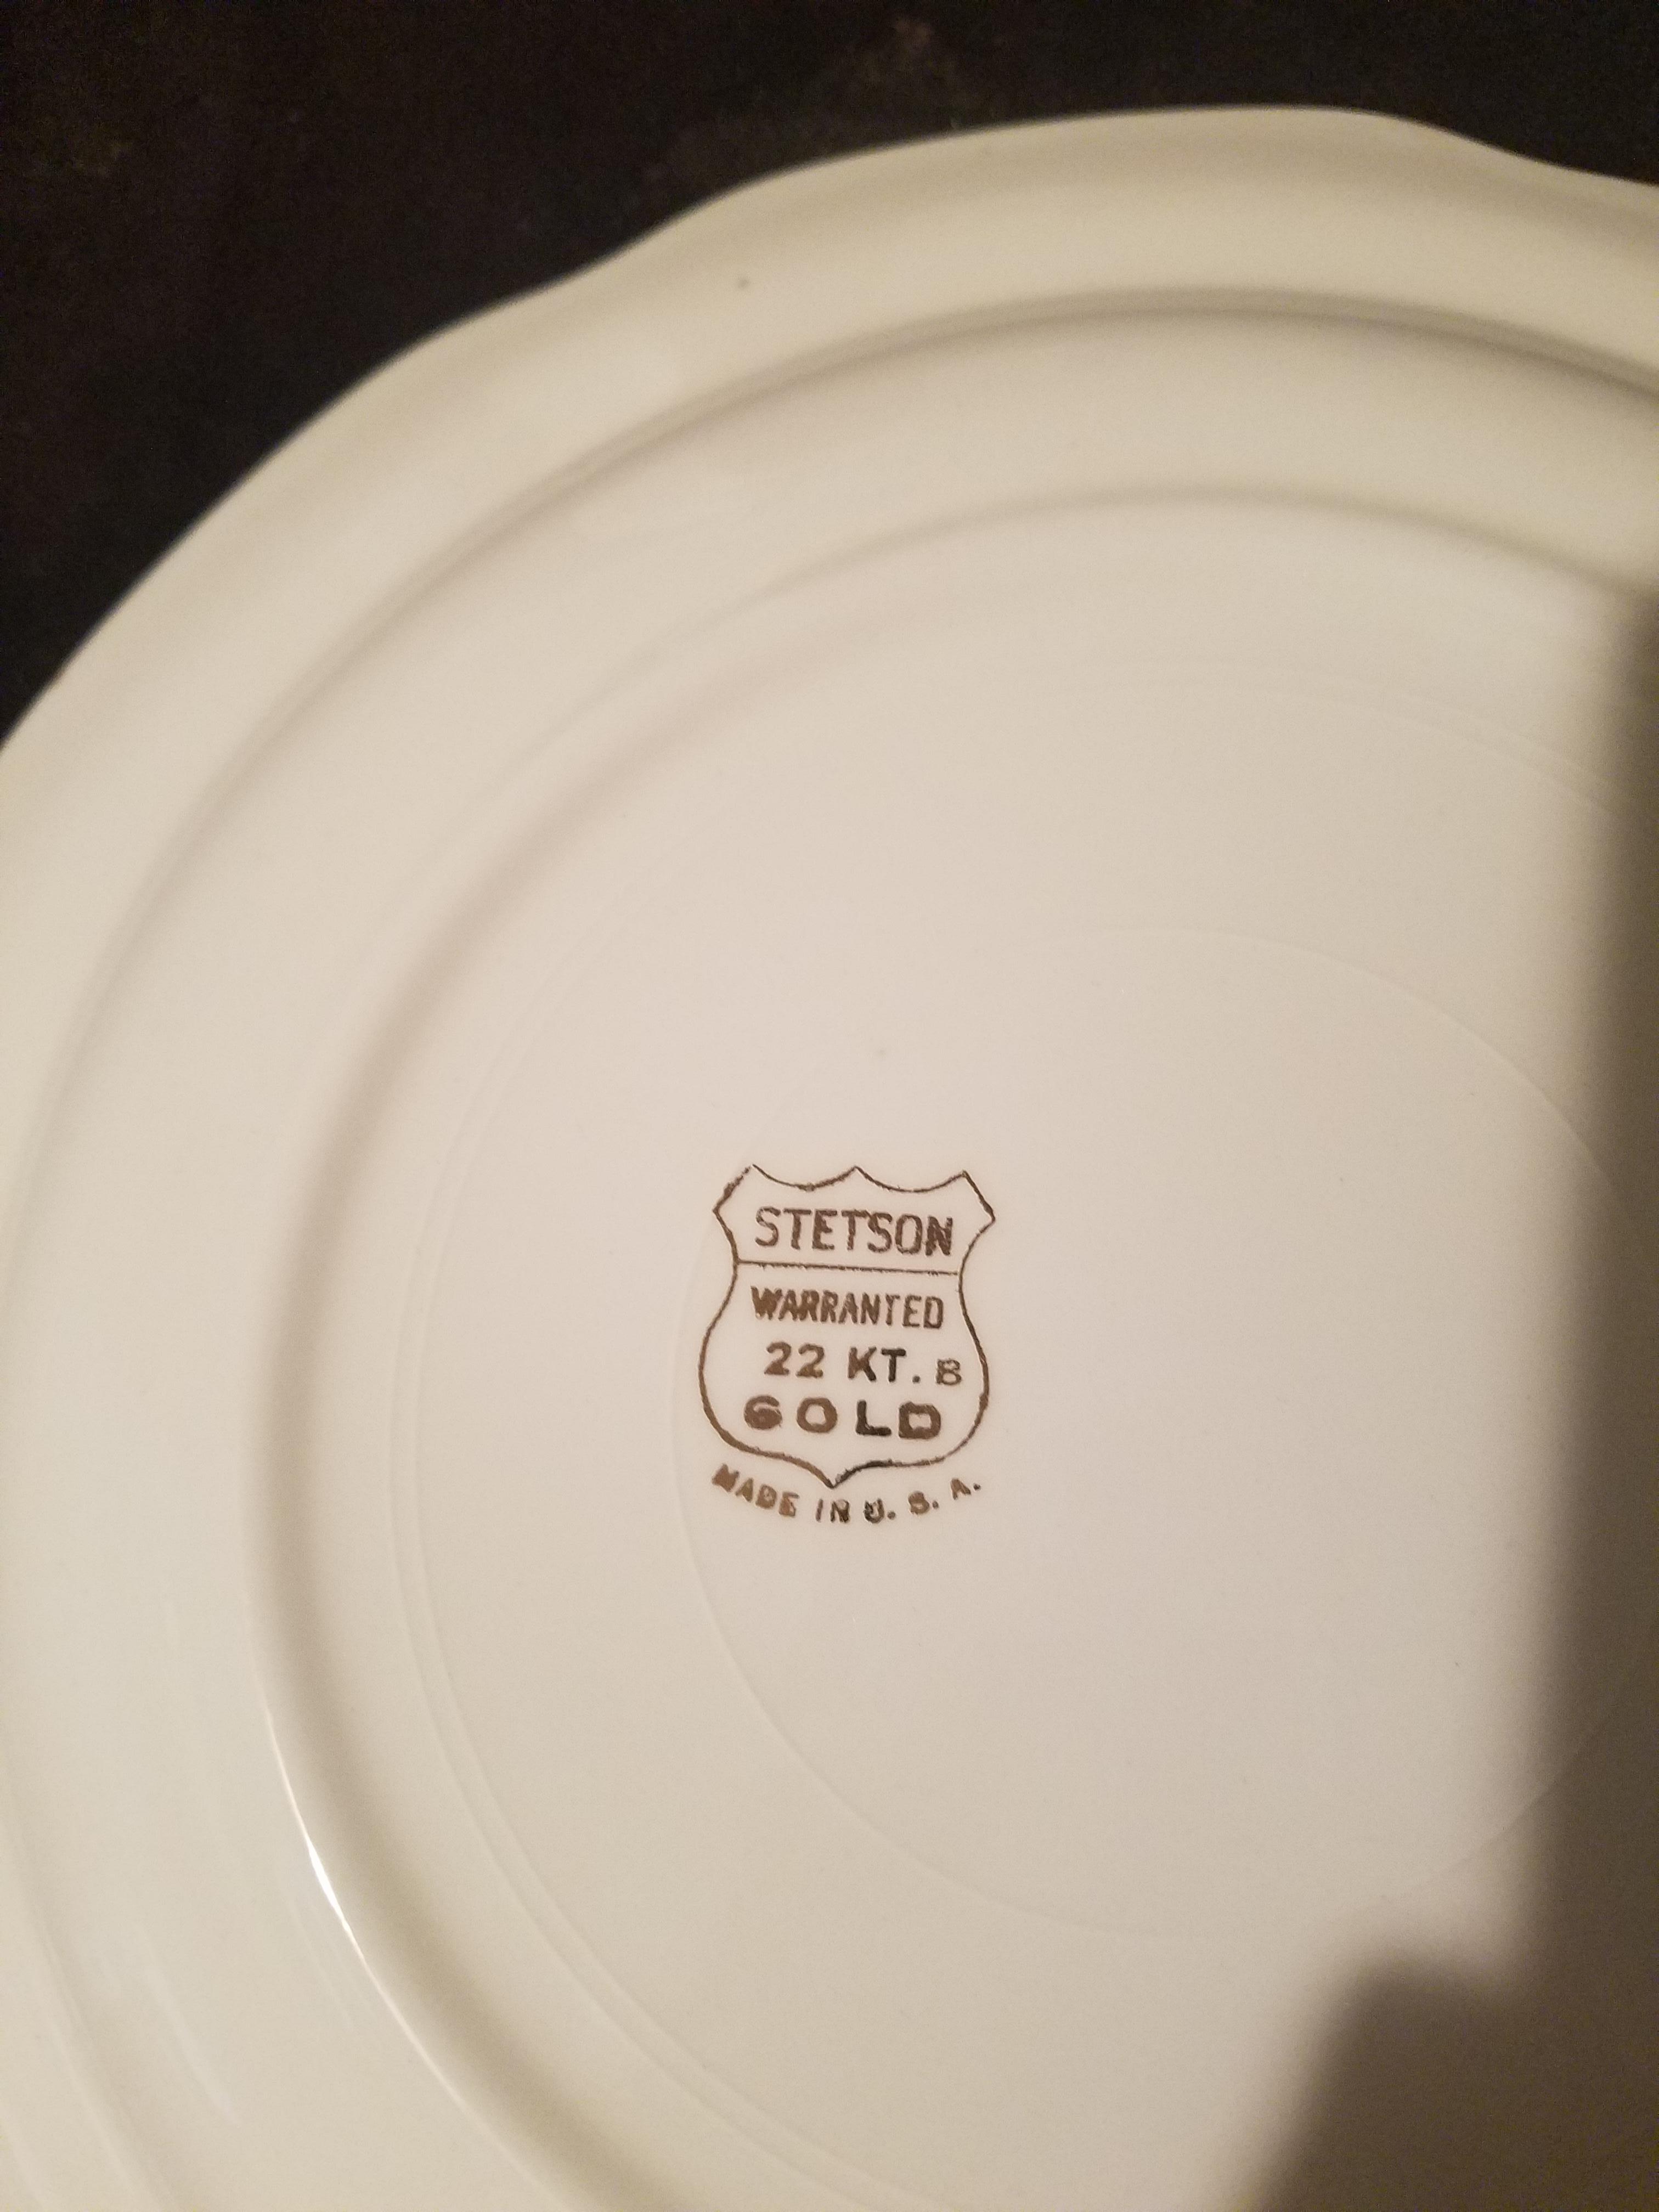 STETSON
WARRANTED
22 KT. B
GOLD
MADE IN U. S. A.